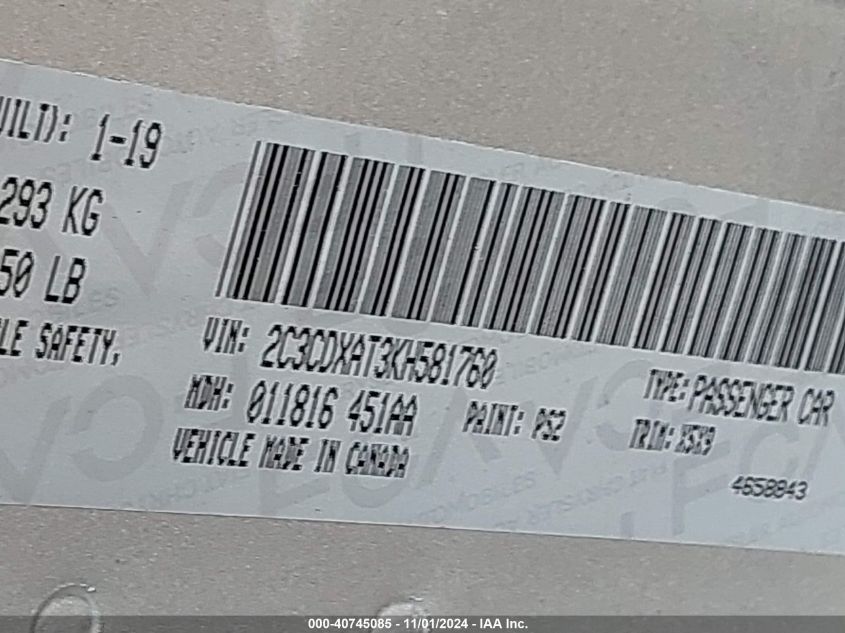 UILT): 1-19
293 KG
50 LB
LE SAFETY,
VIN: 2C3CDXAT3KH581760
MDH: 011816 451AA
PAINT: PS2
VEHICLE MADE IN CANADA
TYPE: PASSENGER CAR
TRIM: X5X9
4658843
000-40745085 - 11/01/2024 - IAA Inc.